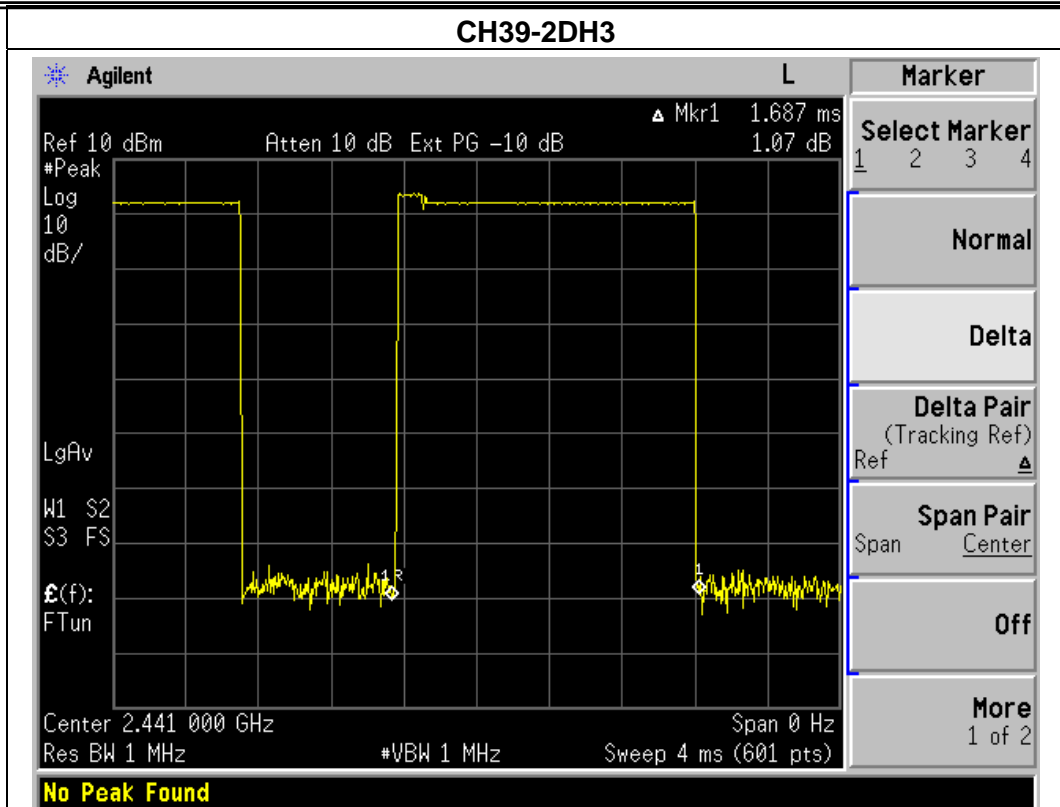 CH39-2DH3
Agilent L
Marker
▵ Mkr1 1.687 ms
Ref 10 dBm Atten 10 dB Ext PG -10 dB 1.07 dB
#Peak
Log
10
dB/
LgAv
W1 S2
S3 FS
£(f):
FTun
1R
1
Center 2.441 000 GHz Span 0 Hz
Res BW 1 MHz #VBW 1 MHz Sweep 4 ms (601 pts)
No Peak Found
Select Marker
1 2 3 4
Normal
Delta
Delta Pair
(Tracking Ref)
Ref ▵
Span Pair
Span Center
Off
More
1 of 2